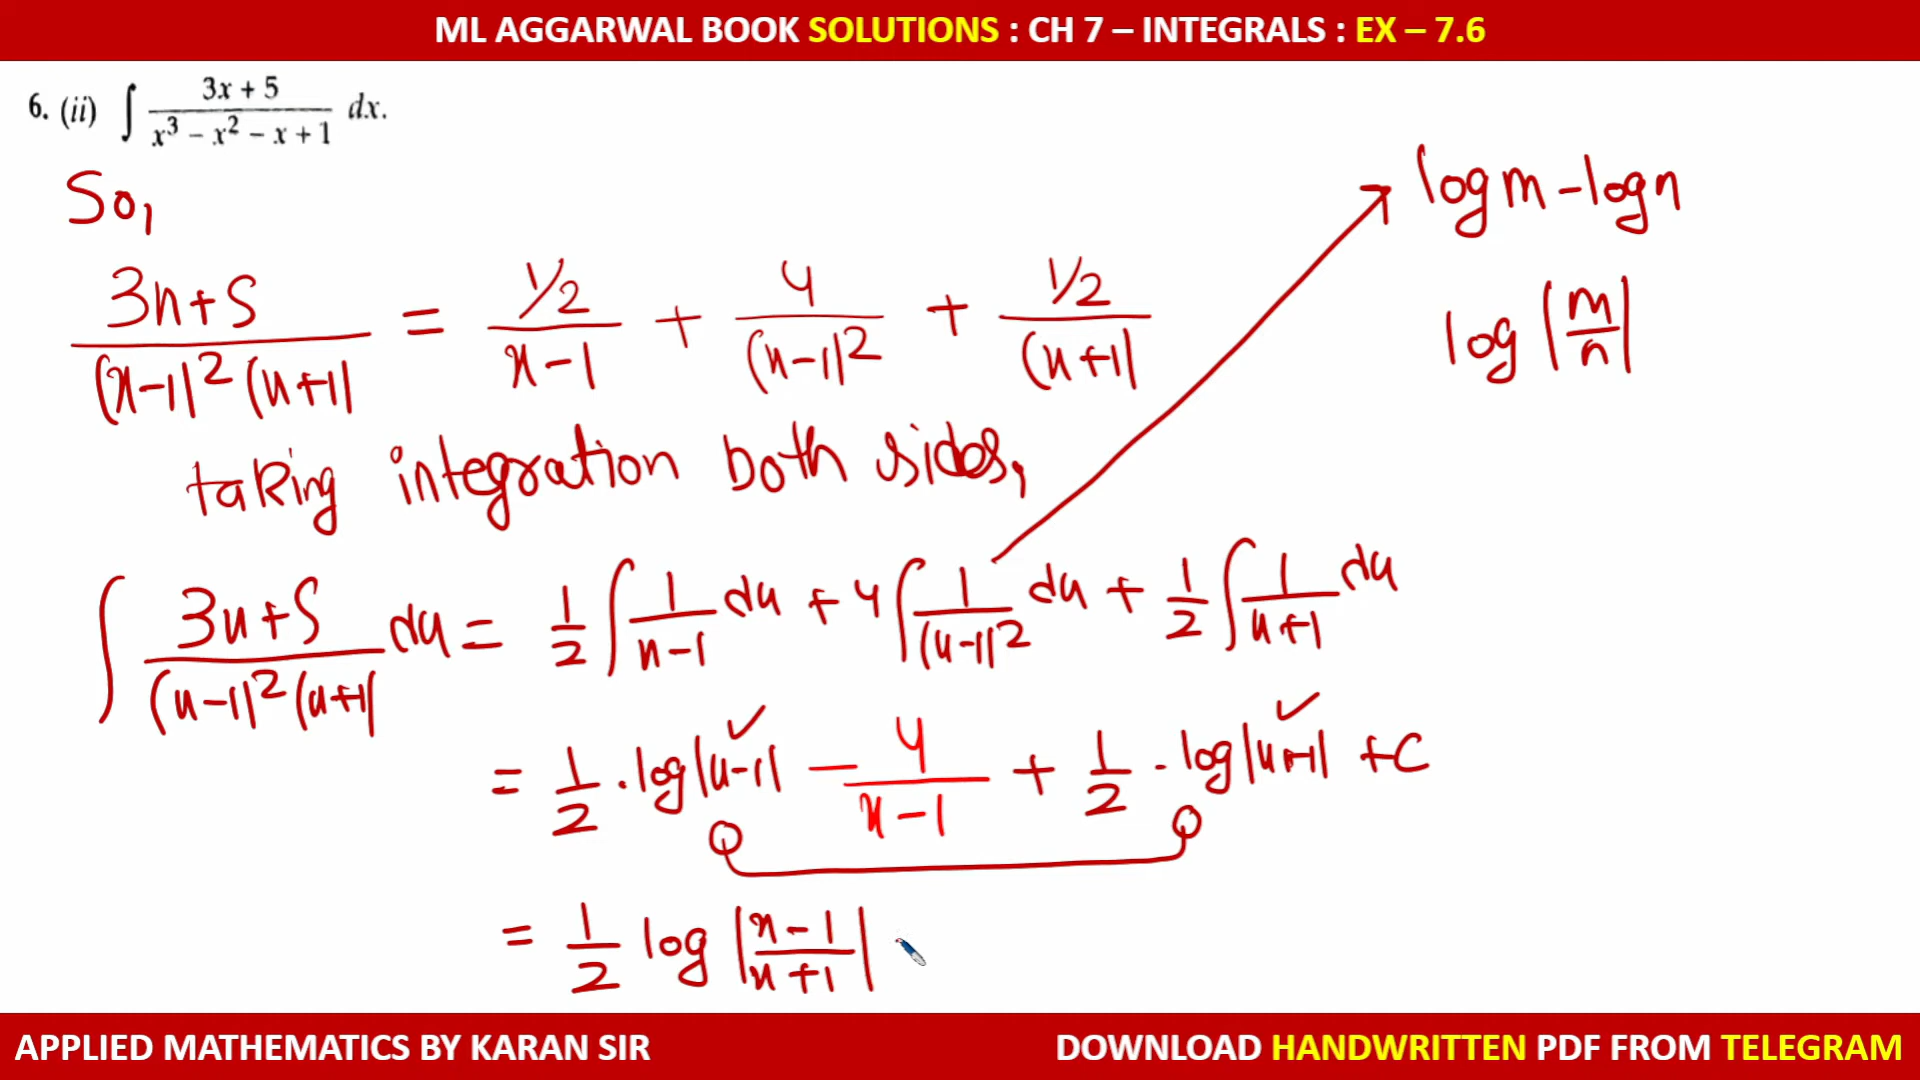 ML AGGARWAL BOOK SOLUTIONS : CH 7 – INTEGRALS : EX – 7.6
6. (ii) ∫ (3x + 5)/(x³ − x² − x + 1) dx.
So,
(3x+5)/((x-1)²(x+1)) = (1/2)/(x-1) + 4/(x-1)² + (1/2)/(x+1)
taking integration both sides,
∫ (3x+5)/((x-1)²(x+1)) dx = 1/2 ∫ 1/(x-1) dx + 4 ∫ 1/(x-1)² dx + 1/2 ∫ 1/(x+1) dx
= 1/2 · log|x-1| − 4/(x-1) + 1/2 · log|x+1| + C
= 1/2 log |(x-1)/(x+1)|
log m − log n
log |m/n|
APPLIED MATHEMATICS BY KARAN SIR
DOWNLOAD HANDWRITTEN PDF FROM TELEGRAM